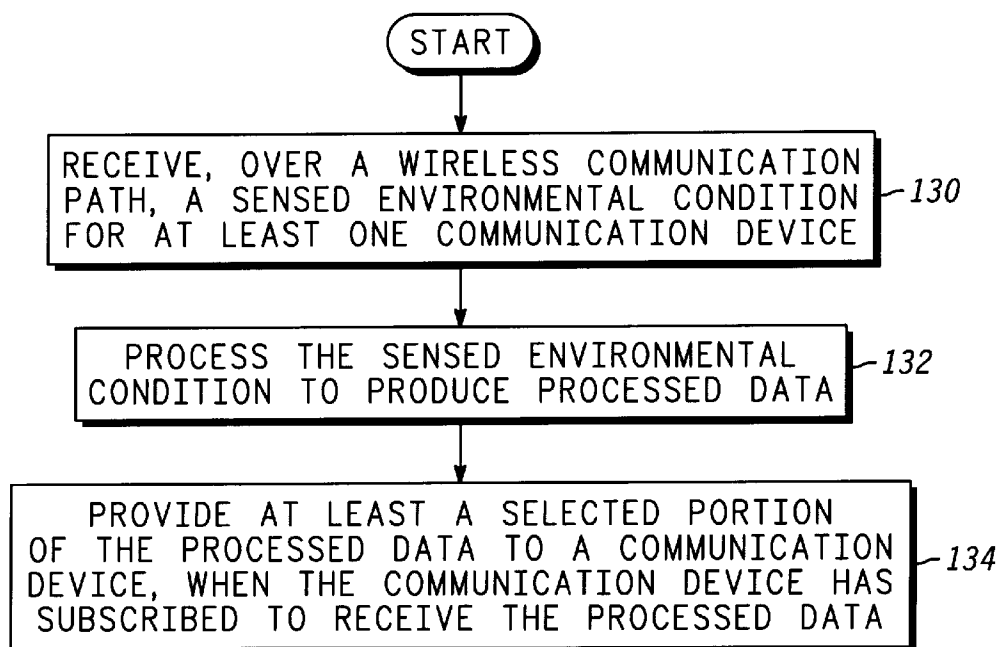 START
RECEIVE, OVER A WIRELESS COMMUNICATION
PATH, A SENSED ENVIRONMENTAL CONDITION
FOR AT LEAST ONE COMMUNICATION DEVICE
130
PROCESS THE SENSED ENVIRONMENTAL
CONDITION TO PRODUCE PROCESSED DATA
132
PROVIDE AT LEAST A SELECTED PORTION
OF THE PROCESSED DATA TO A COMMUNICATION
DEVICE, WHEN THE COMMUNICATION DEVICE HAS
SUBSCRIBED TO RECEIVE THE PROCESSED DATA
134